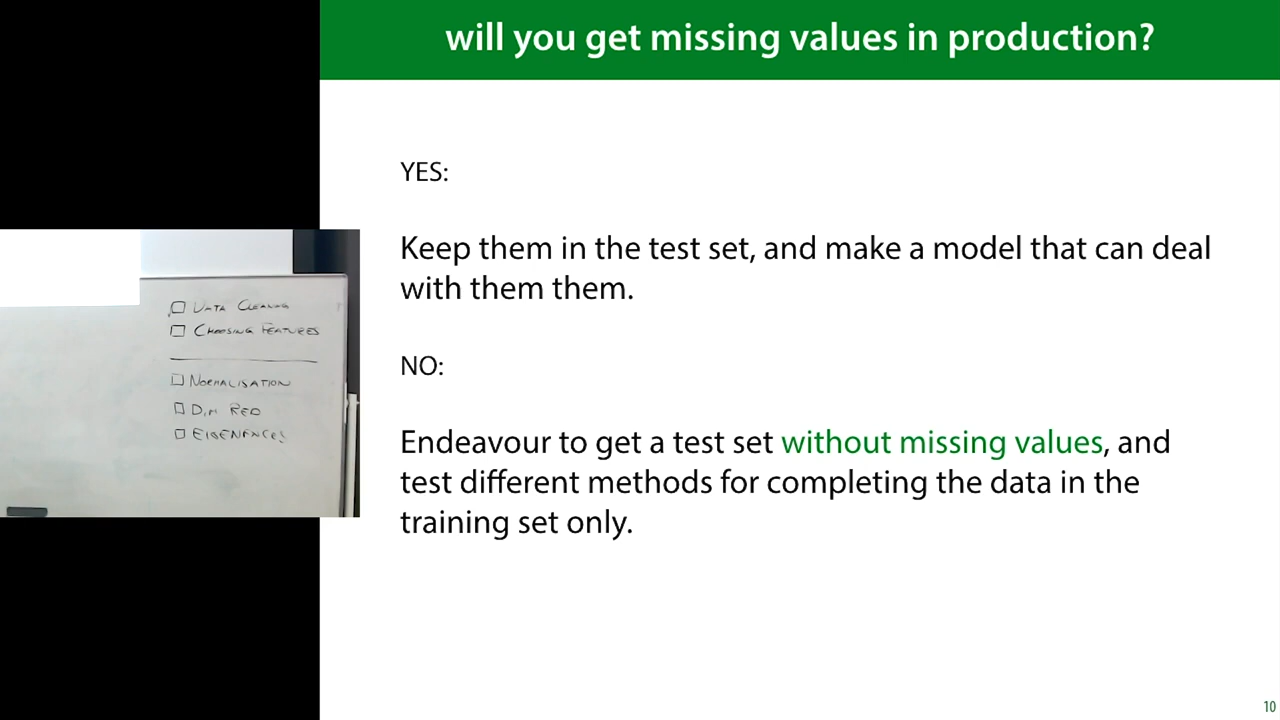 will you get missing values in production?
YES:
Keep them in the test set, and make a model that can deal
with them them.
NO:
Endeavour to get a test set without missing values, and
test different methods for completing the data in the
training set only.
DATA CLEANING
CHOOSING FEATURES
NORMALISATION
DIM RED
EIGENFACES
10